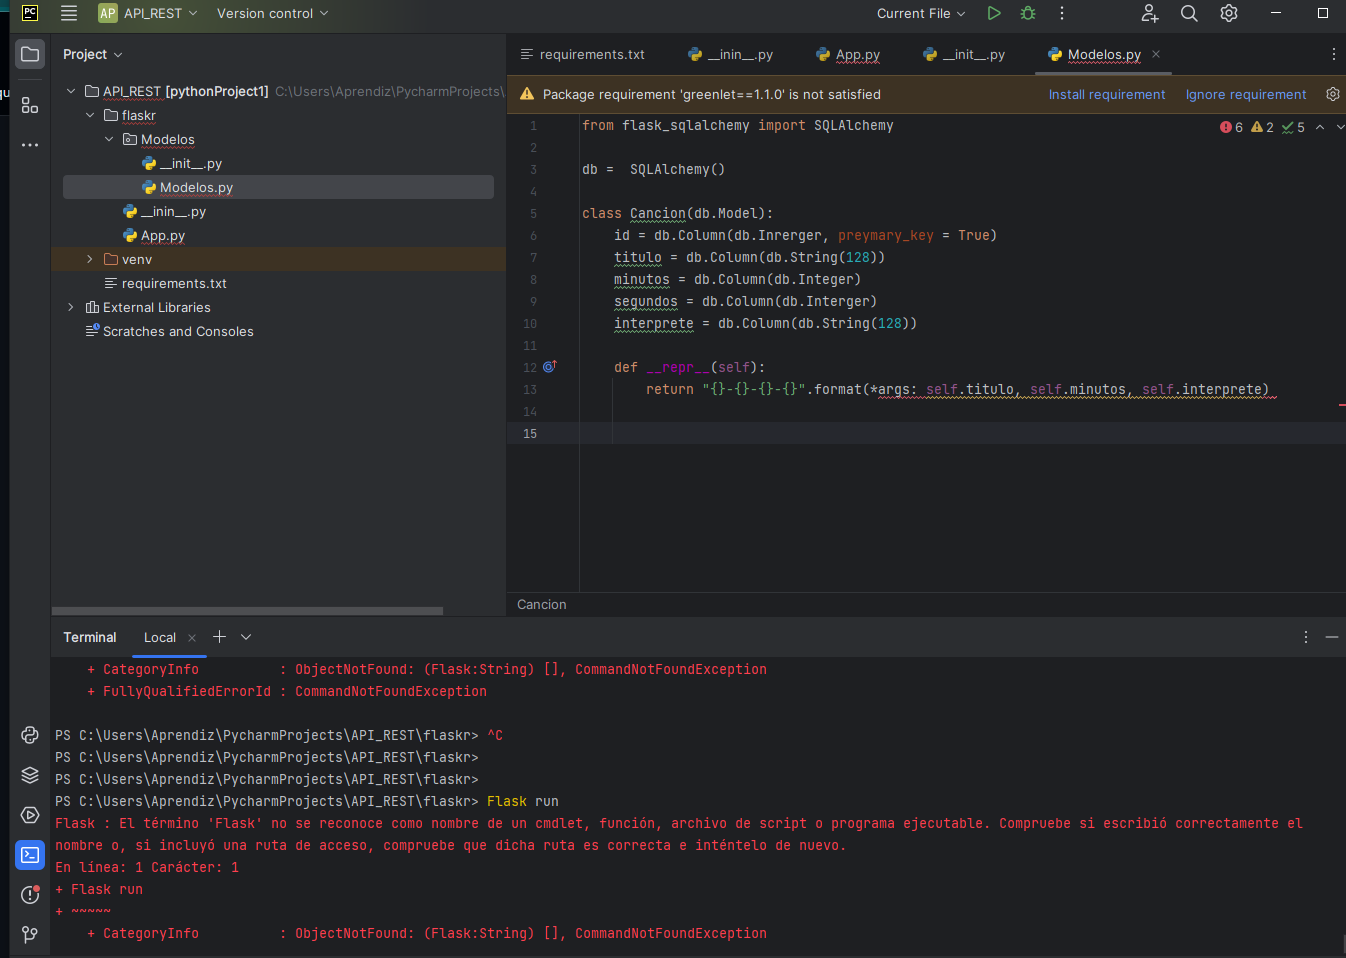 PC
AP API_REST Version control
Current File
Project
requirements.txt
__inin__.py
App.py
__init__.py
Modelos.py
Package requirement 'greenlet==1.1.0' is not satisfied
Install requirement
Ignore requirement
API_REST [pythonProject1] C:\Users\Aprendiz\PycharmProjects\
flaskr
Modelos
__init__.py
Modelos.py
__inin__.py
App.py
venv
requirements.txt
External Libraries
Scratches and Consoles
6 2 5
1 from flask_sqlalchemy import SQLAlchemy
2
3 db =  SQLAlchemy()
4
5 class Cancion(db.Model):
6     id = db.Column(db.Inrerger, preymary_key = True)
7     titulo = db.Column(db.String(128))
8     minutos = db.Column(db.Integer)
9     segundos = db.Column(db.Interger)
10     interprete = db.Column(db.String(128))
11
12     def __repr__(self):
13         return "{}-{}-{}-{}".format(*args: self.titulo, self.minutos, self.interprete)
14
15
Cancion
Terminal Local
    + CategoryInfo          : ObjectNotFound: (Flask:String) [], CommandNotFoundException
    + FullyQualifiedErrorId : CommandNotFoundException
PS C:\Users\Aprendiz\PycharmProjects\API_REST\flaskr> ^C
PS C:\Users\Aprendiz\PycharmProjects\API_REST\flaskr>
PS C:\Users\Aprendiz\PycharmProjects\API_REST\flaskr>
PS C:\Users\Aprendiz\PycharmProjects\API_REST\flaskr> Flask run
Flask : El término 'Flask' no se reconoce como nombre de un cmdlet, función, archivo de script o programa ejecutable. Compruebe si escribió correctamente el
nombre o, si incluyó una ruta de acceso, compruebe que dicha ruta es correcta e inténtelo de nuevo.
En línea: 1 Carácter: 1
+ Flask run
+ ~~~~~
    + CategoryInfo          : ObjectNotFound: (Flask:String) [], CommandNotFoundException